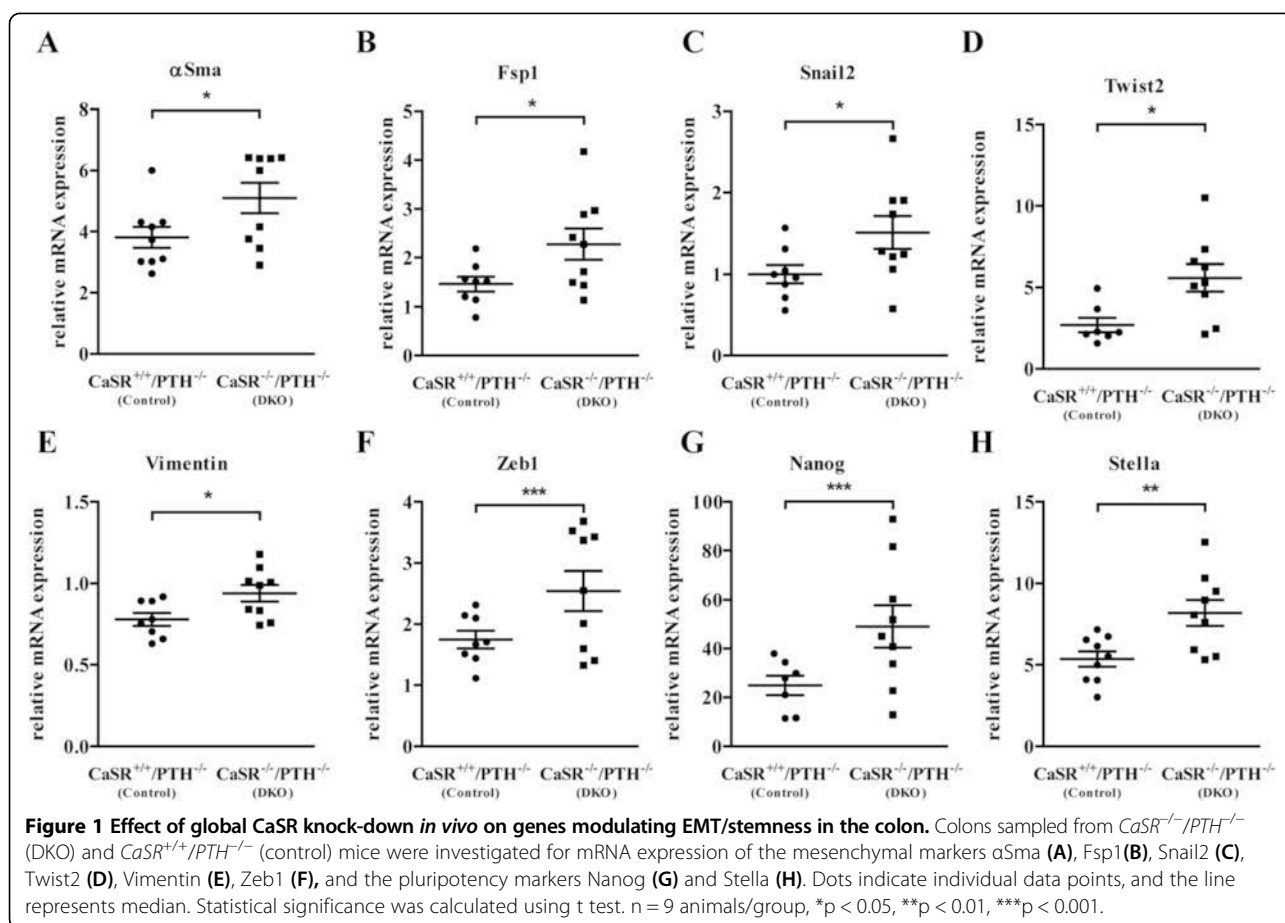 A
αSma
*
relative mRNA expression
8
6
4
2
0
CaSR+/+/PTH-/-
(Control)
CaSR-/-/PTH-/-
(DKO)
B
Fsp1
*
relative mRNA expression
5
4
3
2
1
0
CaSR+/+/PTH-/-
(Control)
CaSR-/-/PTH-/-
(DKO)
C
Snail2
*
relative mRNA expression
3
2
1
0
CaSR+/+/PTH-/-
(Control)
CaSR-/-/PTH-/-
(DKO)
D
Twist2
*
relative mRNA expression
15
10
5
0
CaSR+/+/PTH-/-
(Control)
CaSR-/-/PTH-/-
(DKO)
E
Vimentin
*
relative mRNA expression
1.5
1.0
0.5
0.0
CaSR+/+/PTH-/-
(Control)
CaSR-/-/PTH-/-
(DKO)
F
Zeb1
***
relative mRNA expression
4
3
2
1
0
CaSR+/+/PTH-/-
(Control)
CaSR-/-/PTH-/-
(DKO)
G
Nanog
***
relative mRNA expression
100
80
60
40
20
0
CaSR+/+/PTH-/-
(Control)
CaSR-/-/PTH-/-
(DKO)
H
Stella
**
relative mRNA expression
15
10
5
0
CaSR+/+/PTH-/-
(Control)
CaSR-/-/PTH-/-
(DKO)
Figure 1 Effect of global CaSR knock-down in vivo on genes modulating EMT/stemness in the colon. Colons sampled from CaSR−/−/PTH−/−
(DKO) and CaSR+/+/PTH−/− (control) mice were investigated for mRNA expression of the mesenchymal markers αSma (A), Fsp1(B), Snail2 (C),
Twist2 (D), Vimentin (E), Zeb1 (F), and the pluripotency markers Nanog (G) and Stella (H). Dots indicate individual data points, and the line
represents median. Statistical significance was calculated using t test. n = 9 animals/group, *p < 0.05, **p < 0.01, ***p < 0.001.